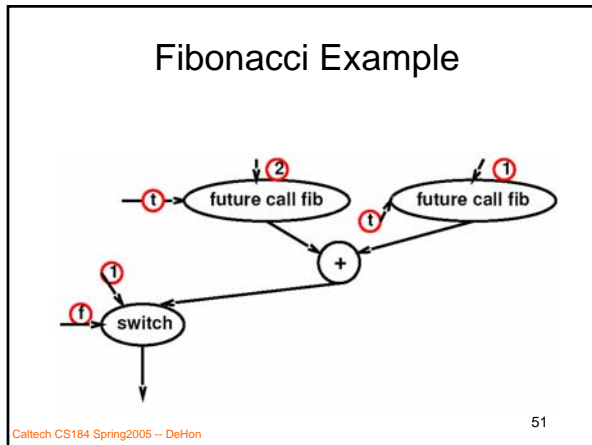 Fibonacci Example
2
1
t
future call fib
t
future call fib
+
1
f
switch
Caltech CS184 Spring2005 -- DeHon
51